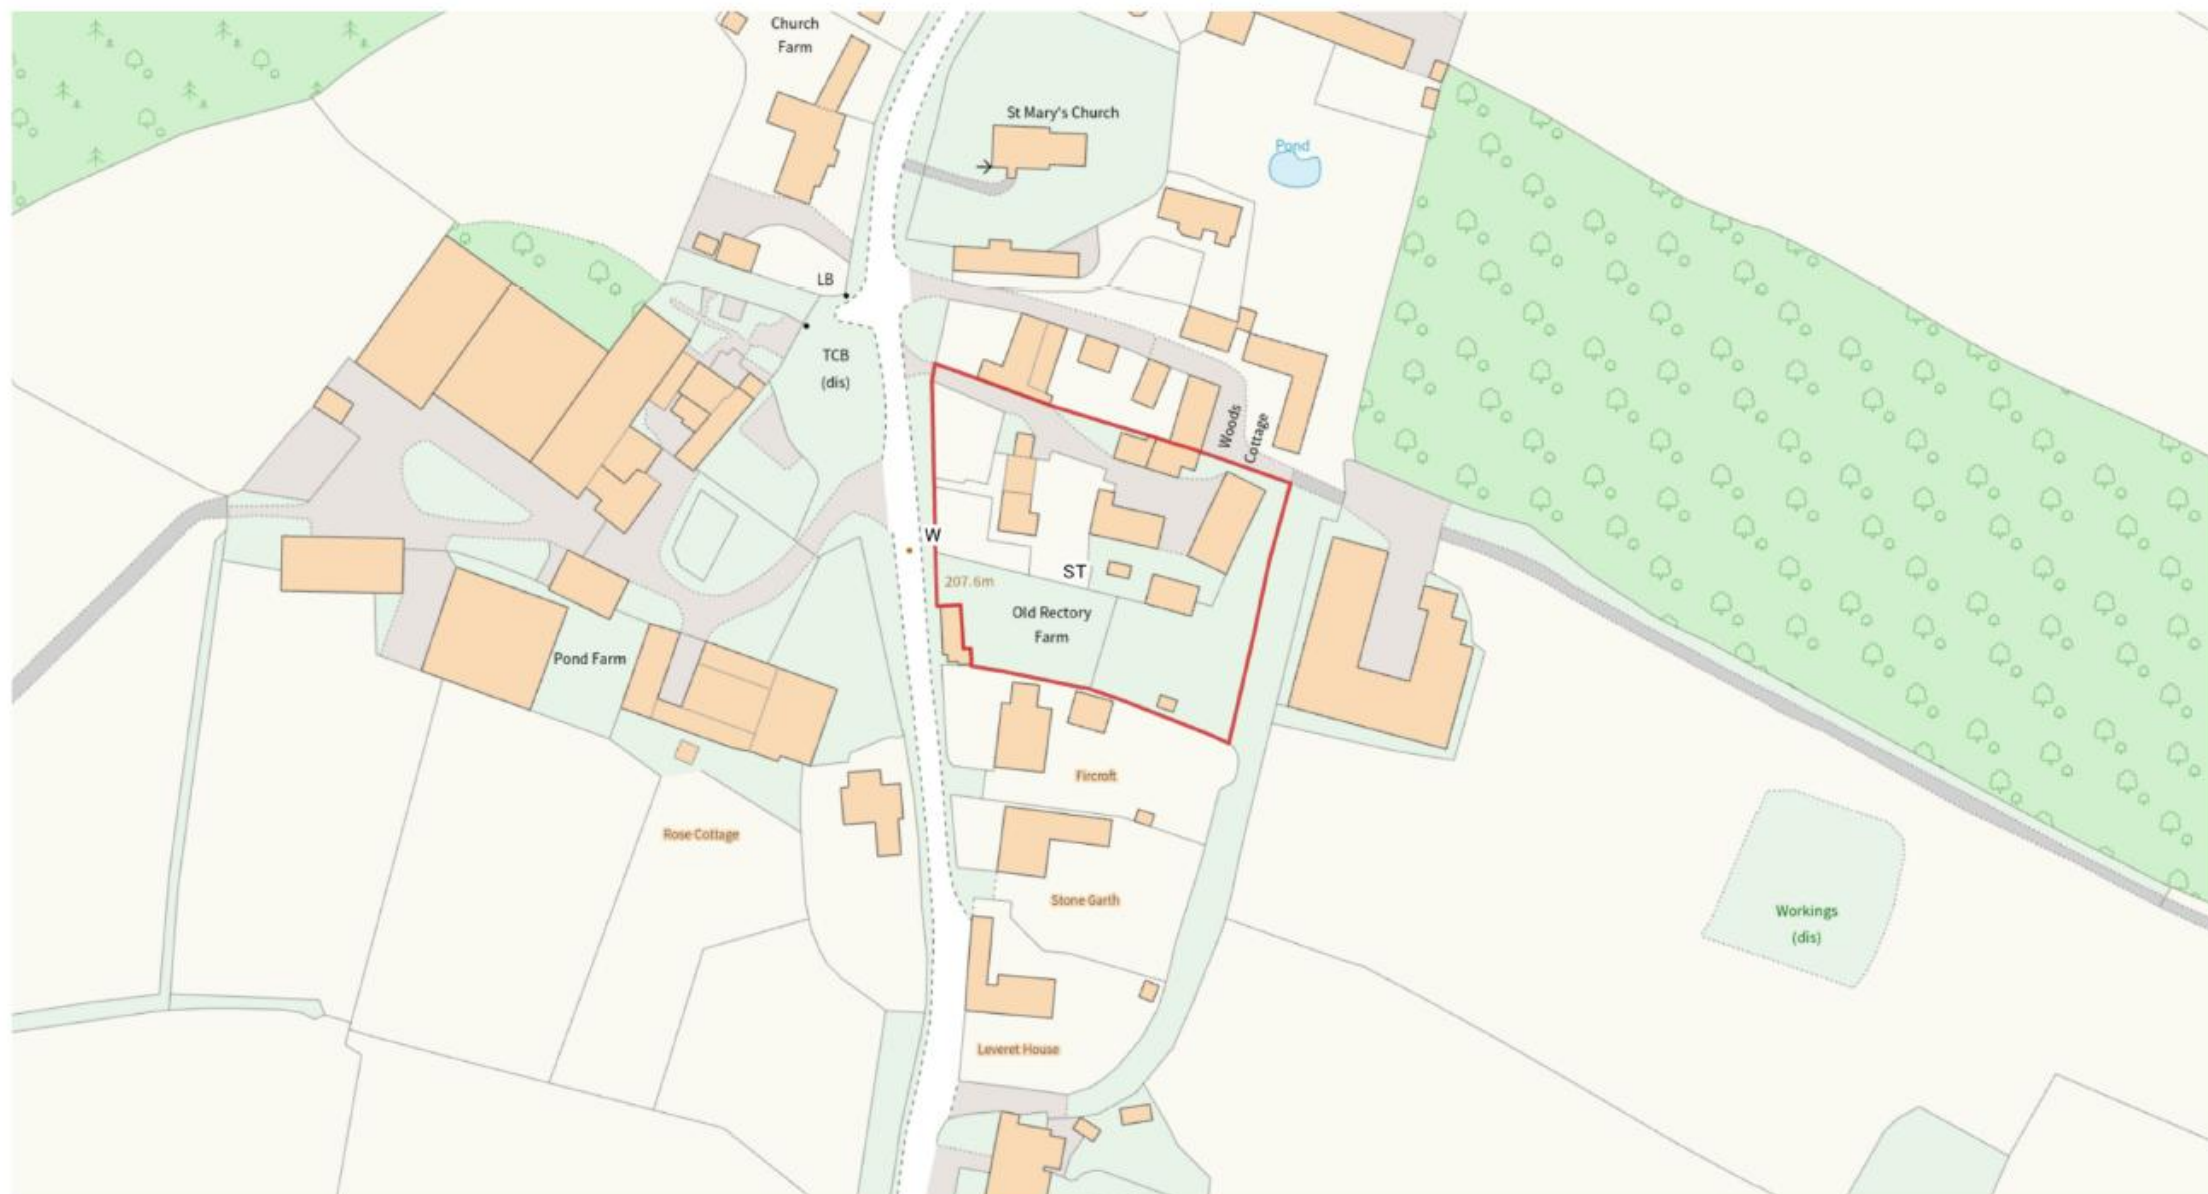 Church
Farm
St Mary's Church
Pond
LB
TCB
(dis)
Woods
Cottage
W
ST
207.6m
Old Rectory
Farm
Pond Farm
Fircroft
Rose Cottage
Stone Garth
Workings
(dis)
Leveret House